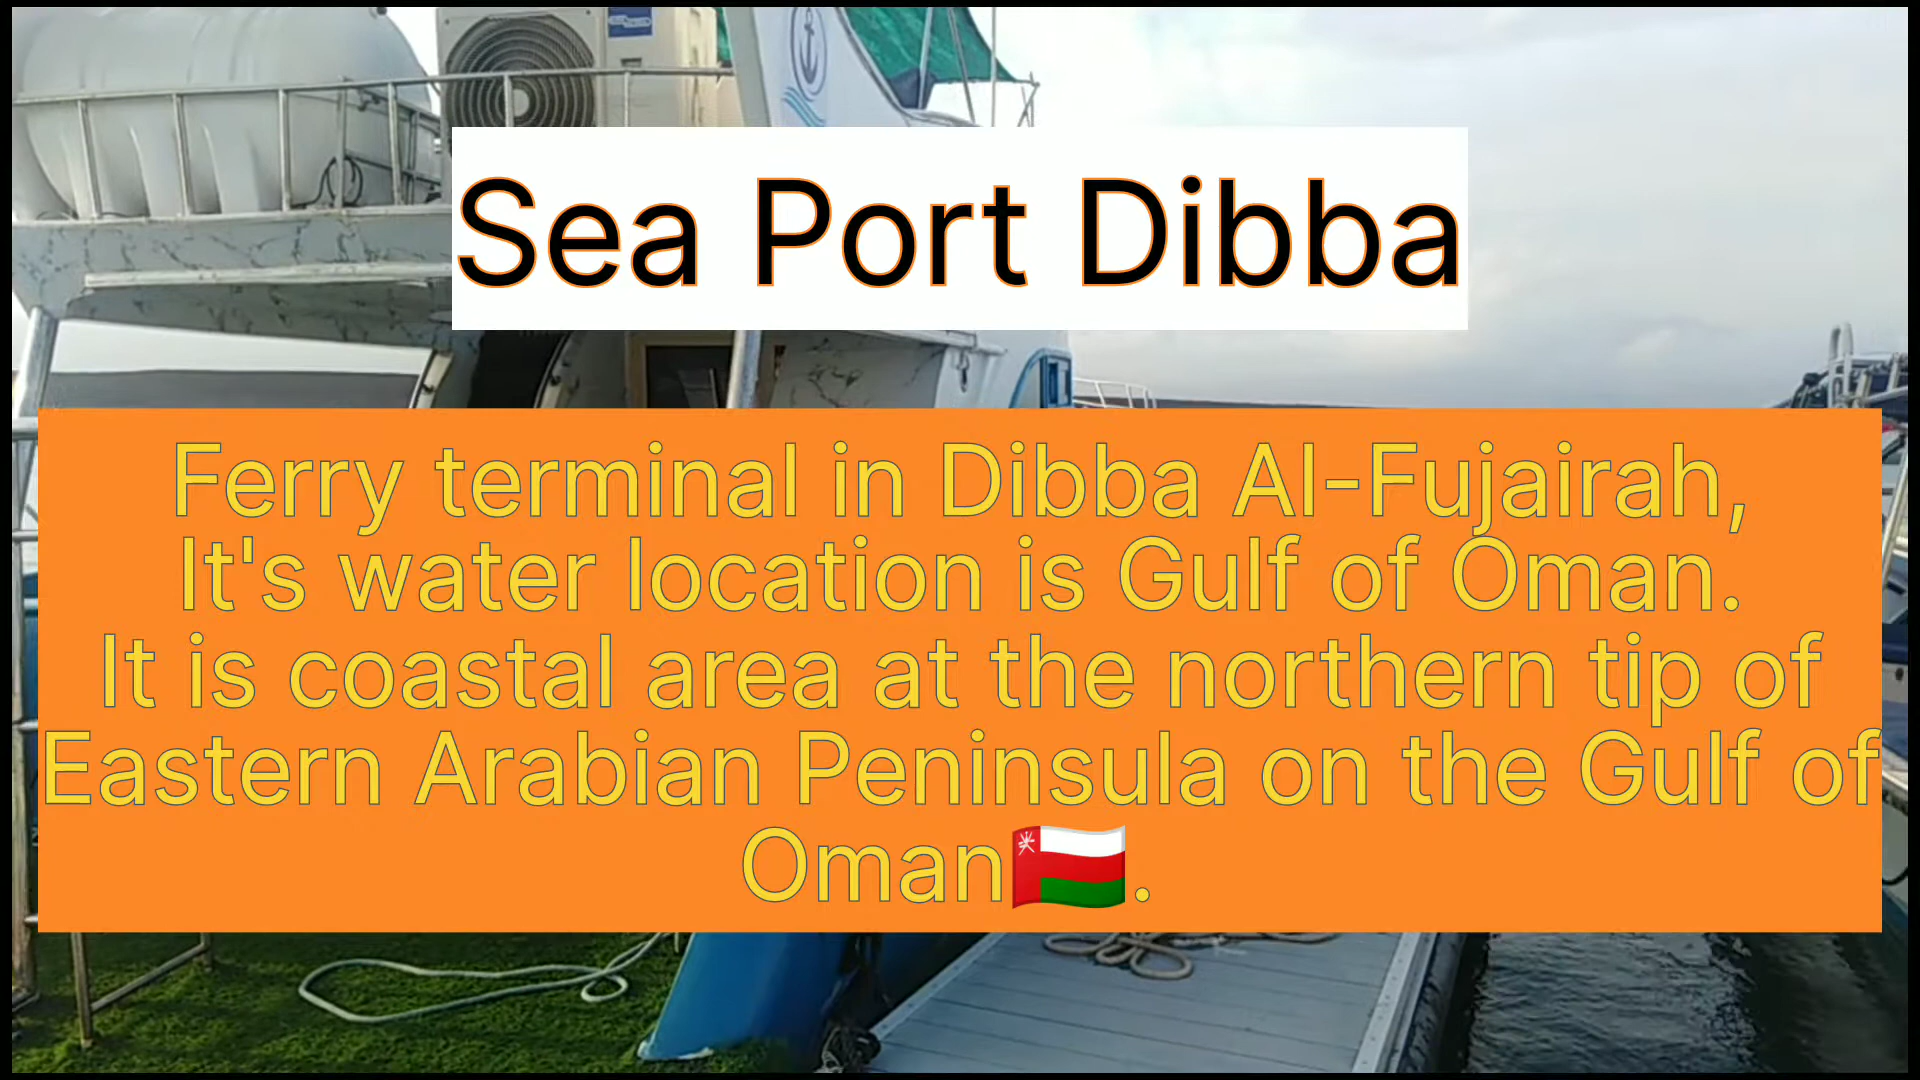 Sea Port Dibba
Ferry terminal in Dibba Al-Fujairah,
It's water location is Gulf of Oman.
It is coastal area at the northern tip of
Eastern Arabian Peninsula on the Gulf of
Oman🇴🇲.